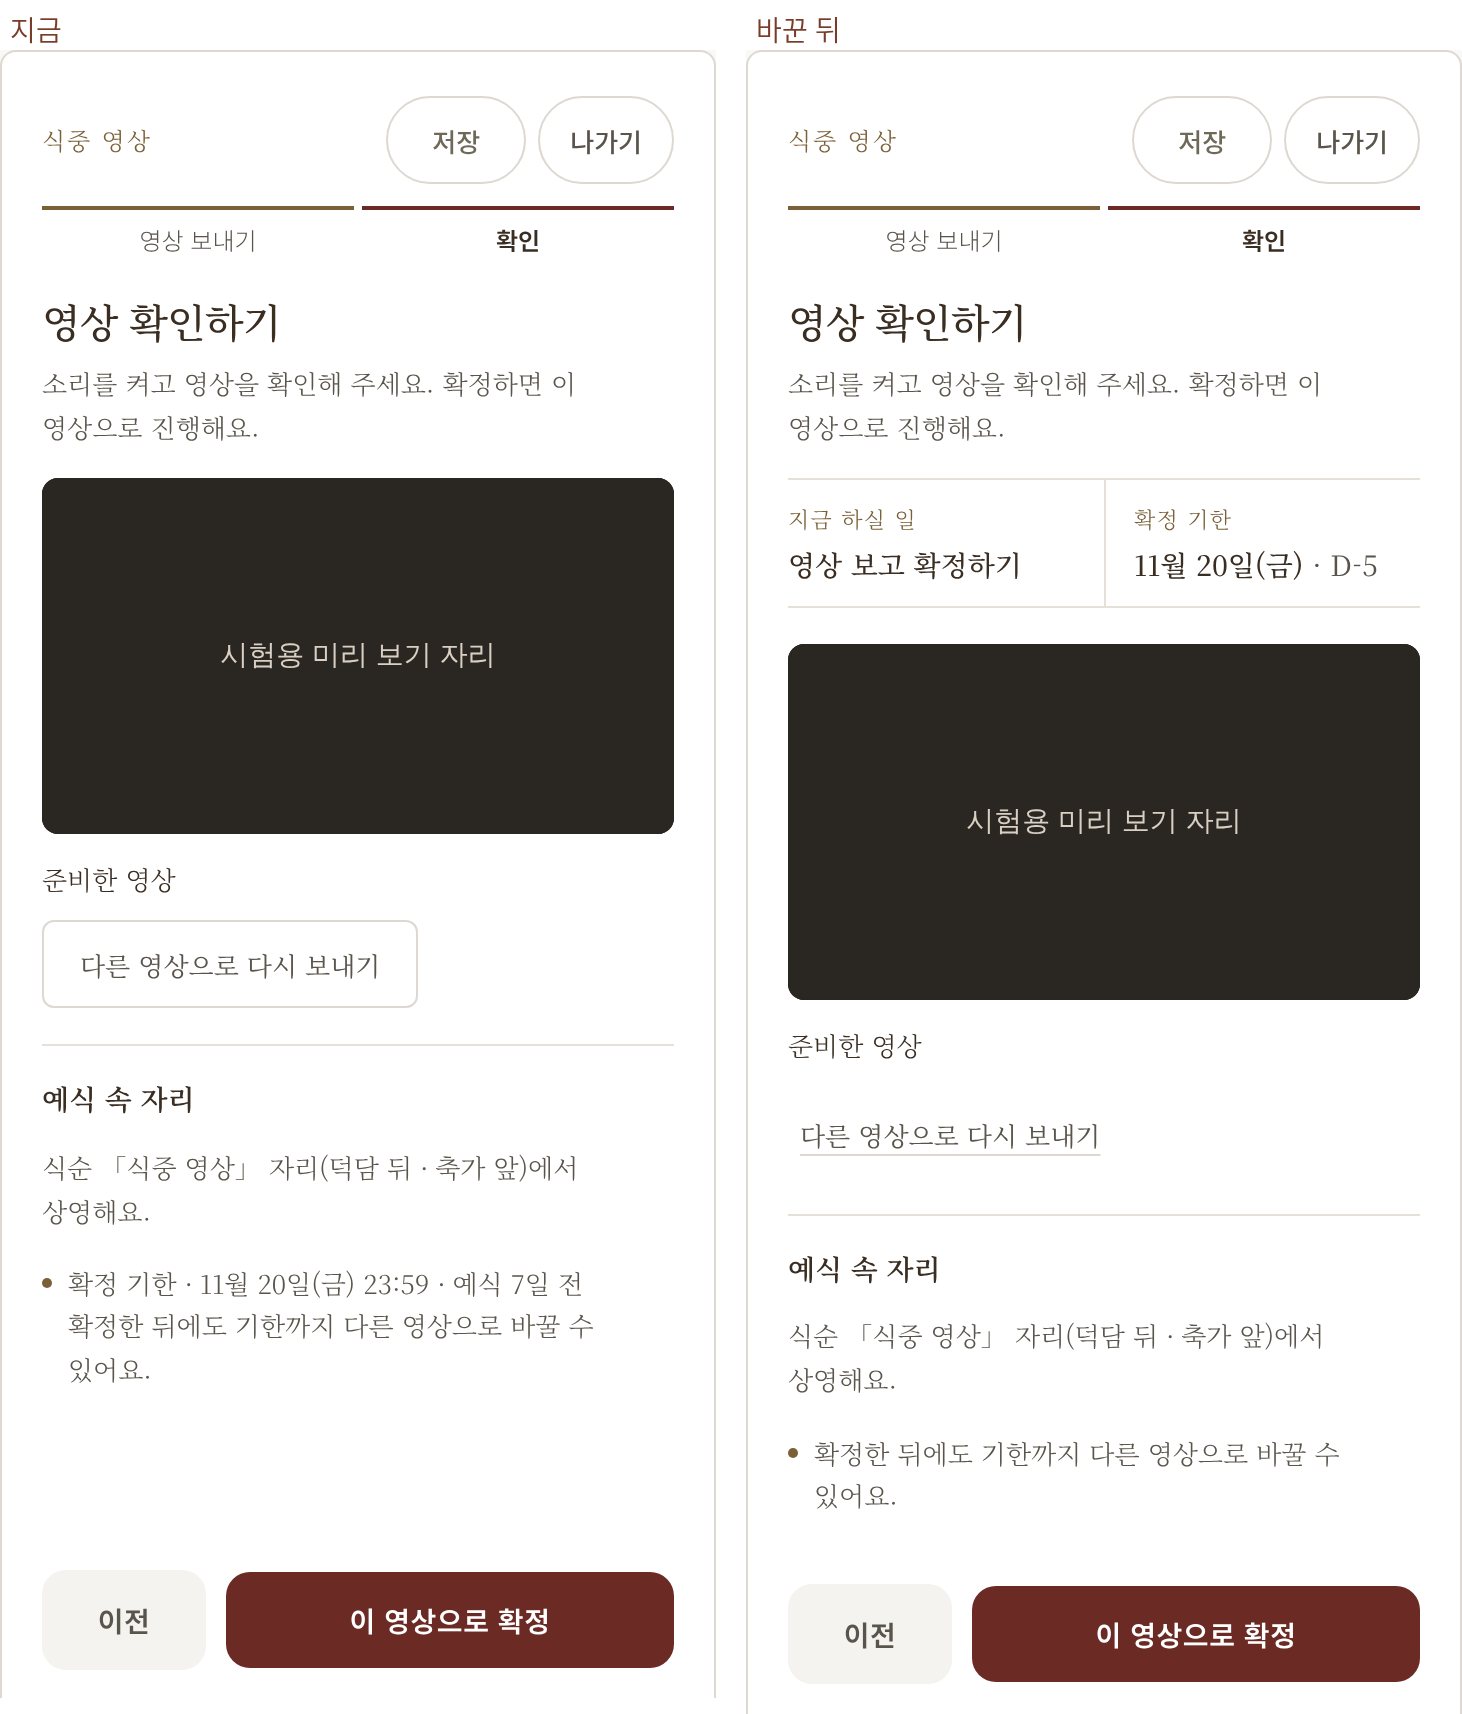 지금
식중 영상
저장
나가기
영상 보내기
확인
영상 확인하기
소리를 켜고 영상을 확인해 주세요. 확정하면 이
영상으로 진행해요.
시험용 미리 보기 자리
준비한 영상
다른 영상으로 다시 보내기
예식 속 자리
식순 「식중 영상」 자리(덕담 뒤 · 축가 앞)에서
상영해요.
확정 기한 · 11월 20일(금) 23:59 · 예식 7일 전
확정한 뒤에도 기한까지 다른 영상으로 바꿀 수
있어요.
이전
이 영상으로 확정
바꾼 뒤
식중 영상
저장
나가기
영상 보내기
확인
영상 확인하기
소리를 켜고 영상을 확인해 주세요. 확정하면 이
영상으로 진행해요.
지금 하실 일
영상 보고 확정하기
확정 기한
11월 20일(금) · D-5
시험용 미리 보기 자리
준비한 영상
다른 영상으로 다시 보내기
예식 속 자리
식순 「식중 영상」 자리(덕담 뒤 · 축가 앞)에서
상영해요.
확정한 뒤에도 기한까지 다른 영상으로 바꿀 수
있어요.
이전
이 영상으로 확정